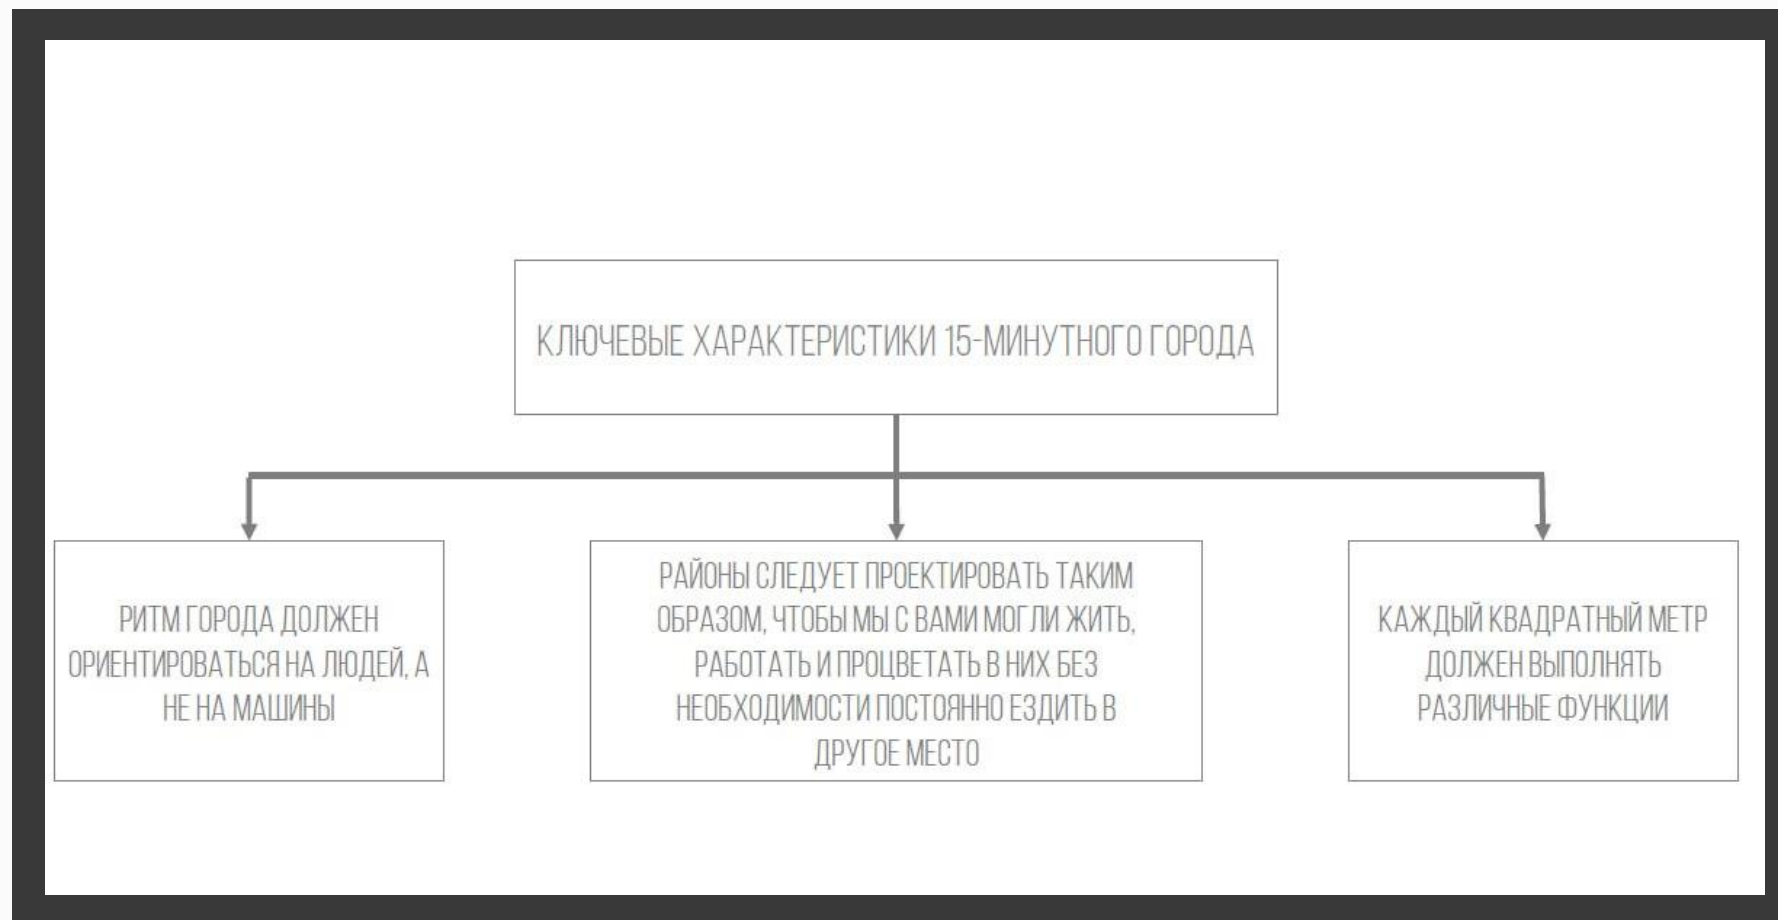 КЛЮЧЕВЫЕ ХАРАКТЕРИСТИКИ 15-МИНУТНОГО ГОРОДА
РИТМ ГОРОДА ДОЛЖЕН
ОРИЕНТИРОВАТЬСЯ НА ЛЮДЕЙ, А
НЕ НА МАШИНЫ
РАЙОНЫ СЛЕДУЕТ ПРОЕКТИРОВАТЬ ТАКИМ
ОБРАЗОМ, ЧТОБЫ МЫ С ВАМИ МОГЛИ ЖИТЬ,
РАБОТАТЬ И ПРОЦВЕТАТЬ В НИХ БЕЗ
НЕОБХОДИМОСТИ ПОСТОЯННО ЕЗДИТЬ В
ДРУГОЕ МЕСТО
КАЖДЫЙ КВАДРАТНЫЙ МЕТР
ДОЛЖЕН ВЫПОЛНЯТЬ
РАЗЛИЧНЫЕ ФУНКЦИИ